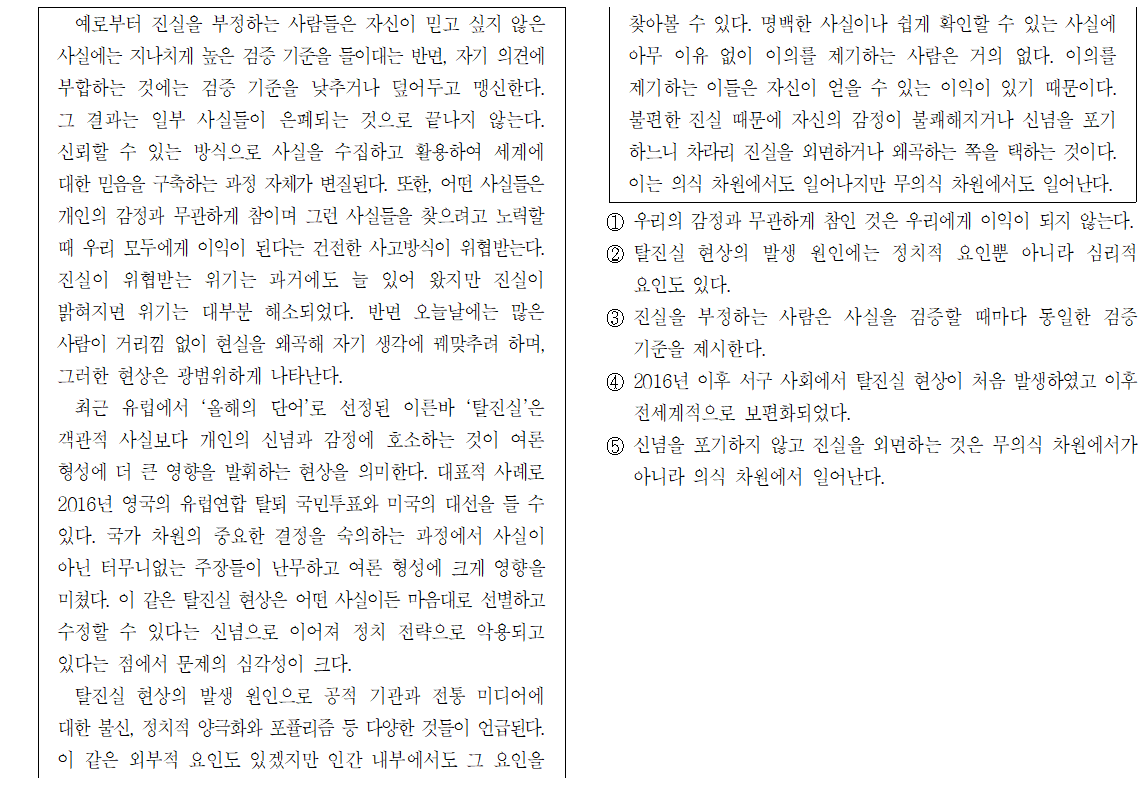 예로부터 진실을 부정하는 사람들은 자신이 믿고 싶지 않은
사실에는 지나치게 높은 검증 기준을 들이대는 반면, 자기 의견에
부합하는 것에는 검증 기준을 낮추거나 덮어두고 맹신한다.
그 결과는 일부 사실들이 은폐되는 것으로 끝나지 않는다.
신뢰할 수 있는 방식으로 사실을 수집하고 활용하여 세계에
대한 믿음을 구축하는 과정 자체가 변질된다. 또한, 어떤 사실들은
개인의 감정과 무관하게 참이며 그런 사실들을 찾으려고 노력할
때 우리 모두에게 이익이 된다는 건전한 사고방식이 위협받는다.
진실이 위협받는 위기는 과거에도 늘 있어 왔지만 진실이
밝혀지면 위기는 대부분 해소되었다. 반면 오늘날에는 많은
사람이 거리낌 없이 현실을 왜곡해 자기 생각에 꿰맞추려 하며,
그러한 현상은 광범위하게 나타난다.
최근 유럽에서 ‘올해의 단어’로 선정된 이른바 ‘탈진실’은
객관적 사실보다 개인의 신념과 감정에 호소하는 것이 여론
형성에 더 큰 영향을 발휘하는 현상을 의미한다. 대표적 사례로
2016년 영국의 유럽연합 탈퇴 국민투표와 미국의 대선을 들 수
있다. 국가 차원의 중요한 결정을 숙의하는 과정에서 사실이
아닌 터무니없는 주장들이 난무하고 여론 형성에 크게 영향을
미쳤다. 이 같은 탈진실 현상은 어떤 사실이든 마음대로 선별하고
수정할 수 있다는 신념으로 이어져 정치 전략으로 악용되고
있다는 점에서 문제의 심각성이 크다.
탈진실 현상의 발생 원인으로 공적 기관과 전통 미디어에
대한 불신, 정치적 양극화와 포퓰리즘 등 다양한 것들이 언급된다.
이 같은 외부적 요인도 있겠지만 인간 내부에서도 그 요인을
찾아볼 수 있다. 명백한 사실이나 쉽게 확인할 수 있는 사실에
아무 이유 없이 이의를 제기하는 사람은 거의 없다. 이의를
제기하는 이들은 자신이 얻을 수 있는 이익이 있기 때문이다.
불편한 진실 때문에 자신의 감정이 불쾌해지거나 신념을 포기
하느니 차라리 진실을 외면하거나 왜곡하는 쪽을 택하는 것이다.
이는 의식 차원에서도 일어나지만 무의식 차원에서도 일어난다.
① 우리의 감정과 무관하게 참인 것은 우리에게 이익이 되지 않는다.
② 탈진실 현상의 발생 원인에는 정치적 요인뿐 아니라 심리적
요인도 있다.
③ 진실을 부정하는 사람은 사실을 검증할 때마다 동일한 검증
기준을 제시한다.
④ 2016년 이후 서구 사회에서 탈진실 현상이 처음 발생하였고 이후
전세계적으로 보편화되었다.
⑤ 신념을 포기하지 않고 진실을 외면하는 것은 무의식 차원에서가
아니라 의식 차원에서 일어난다.